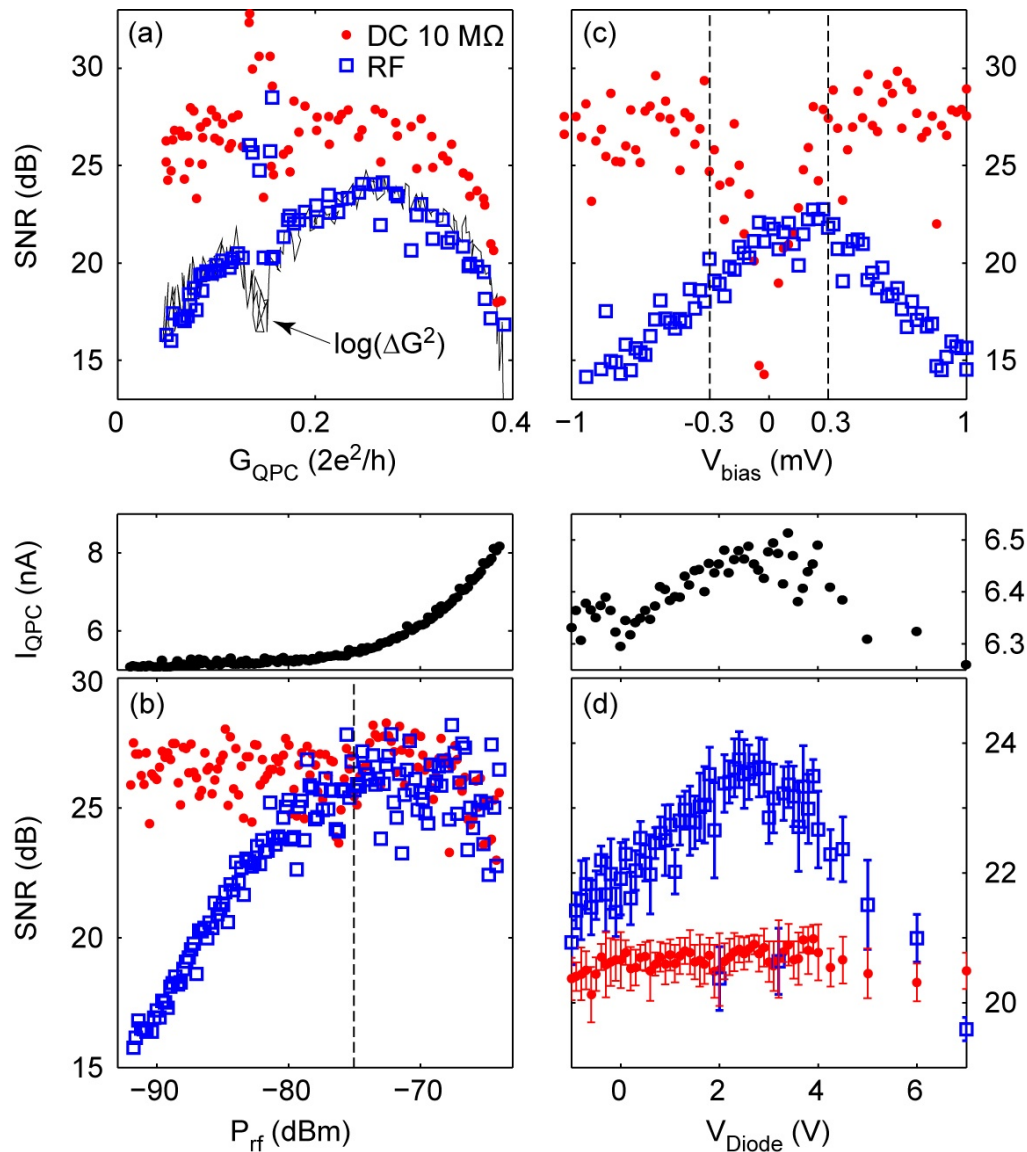 (a)
DC 10 MΩ
RF
30
25
20
15
SNR (dB)
log(ΔG²)
0
0.2
0.4
G_QPC (2e²/h)
(c)
30
25
20
15
−1
-0.3
0
0.3
1
V_bias (mV)
8
6
I_QPC (nA)
6.5
6.4
6.3
(b)
30
25
20
15
SNR (dB)
−90
−80
−70
P_rf (dBm)
(d)
24
22
20
0
2
4
6
V_Diode (V)